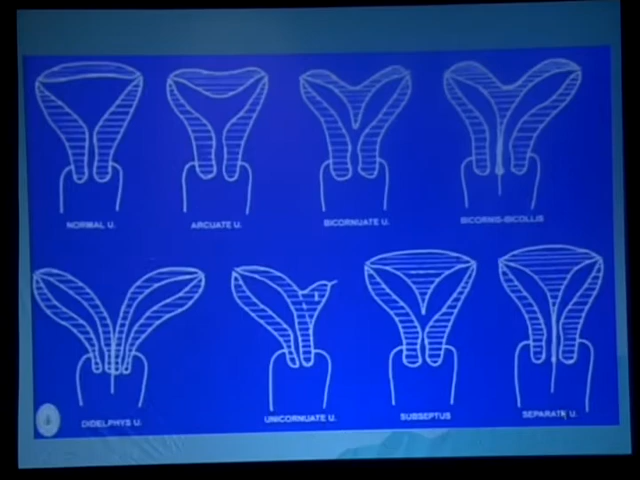 NORMAL U.
ARCUATE U.
BICORNUATE U.
BICORNIS-BICOLLIS
DIDELPHYS U.
UNICORNUATE U.
SUBSEPTUS
SEPARATE U.